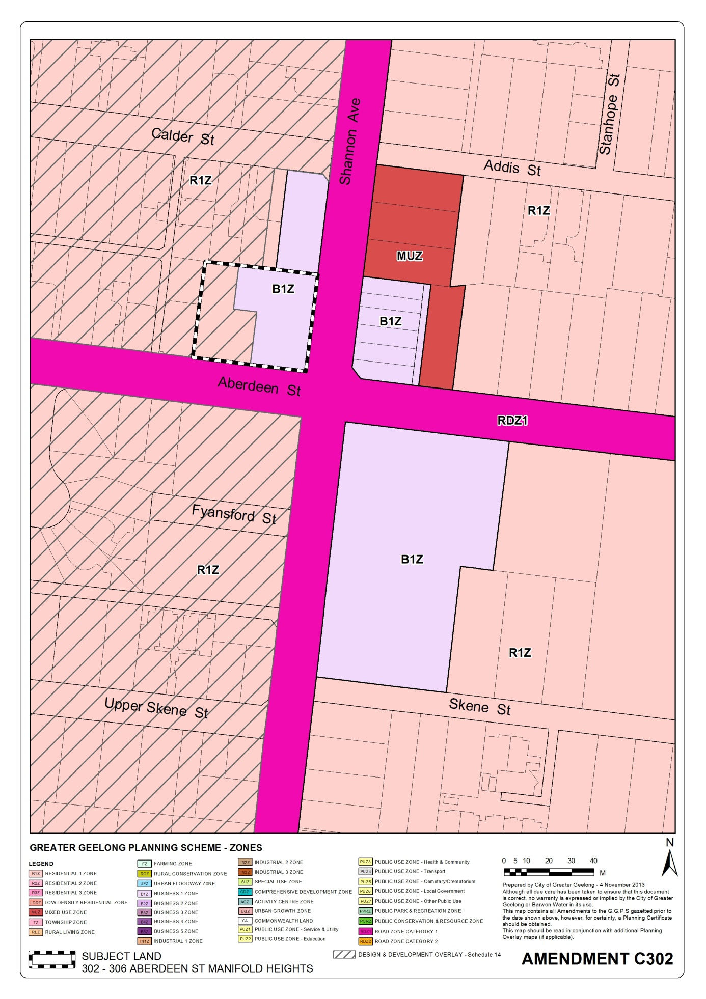 Calder St
Shannon Ave
Stanhope St
Addis St
R1Z
R1Z
MUZ
B1Z
B1Z
Aberdeen St
RDZ1
Fyansford St
B1Z
R1Z
R1Z
Upper Skene St
Skene St
GREATER GEELONG PLANNING SCHEME - ZONES
LEGEND
R1Z RESIDENTIAL 1 ZONE
R2Z RESIDENTIAL 2 ZONE
R3Z RESIDENTIAL 3 ZONE
LDRZ LOW DENSITY RESIDENTIAL ZONE
MUZ MIXED USE ZONE
TZ TOWNSHIP ZONE
RLZ RURAL LIVING ZONE
FZ FARMING ZONE
RCZ RURAL CONSERVATION ZONE
UFZ URBAN FLOODWAY ZONE
B1Z BUSINESS 1 ZONE
B2Z BUSINESS 2 ZONE
B3Z BUSINESS 3 ZONE
B4Z BUSINESS 4 ZONE
B5Z BUSINESS 5 ZONE
IN1Z INDUSTRIAL 1 ZONE
IN2Z INDUSTRIAL 2 ZONE
IN3Z INDUSTRIAL 3 ZONE
SUZ SPECIAL USE ZONE
CDZ COMPREHENSIVE DEVELOPMENT ZONE
ACZ ACTIVITY CENTRE ZONE
UGZ URBAN GROWTH ZONE
CA COMMONWEALTH LAND
PUZ1 PUBLIC USE ZONE - Service & Utility
PUZ2 PUBLIC USE ZONE - Education
PUZ3 PUBLIC USE ZONE - Health & Community
PUZ4 PUBLIC USE ZONE - Transport
PUZ5 PUBLIC USE ZONE - Cemetary/Crematorium
PUZ6 PUBLIC USE ZONE - Local Government
PUZ7 PUBLIC USE ZONE - Other Public Use
PPRZ PUBLIC PARK & RECREATION ZONE
PCRZ PUBLIC CONSERVATION & RESOURCE ZONE
RDZ1 ROAD ZONE CATEGORY 1
RDZ2 ROAD ZONE CATEGORY 2
N
0 5 10 20 30 40
M
Prepared by City of Greater Geelong - 4 November 2013
Although all due care has been taken to ensure that this document
is correct, no warranty is expressed or implied by the City of Greater
Geelong or Barwon Water in its use.
This map contains all Amendments to the G.G.P.S gazetted prior to
the date shown above, however, for certainty, a Planning Certificate
should be obtained.
This map should be read in conjunction with additional Planning
Overlay maps (if applicable).
SUBJECT LAND
302 - 306 ABERDEEN ST MANIFOLD HEIGHTS
DESIGN & DEVELOPMENT OVERLAY - Schedule 14
AMENDMENT C302